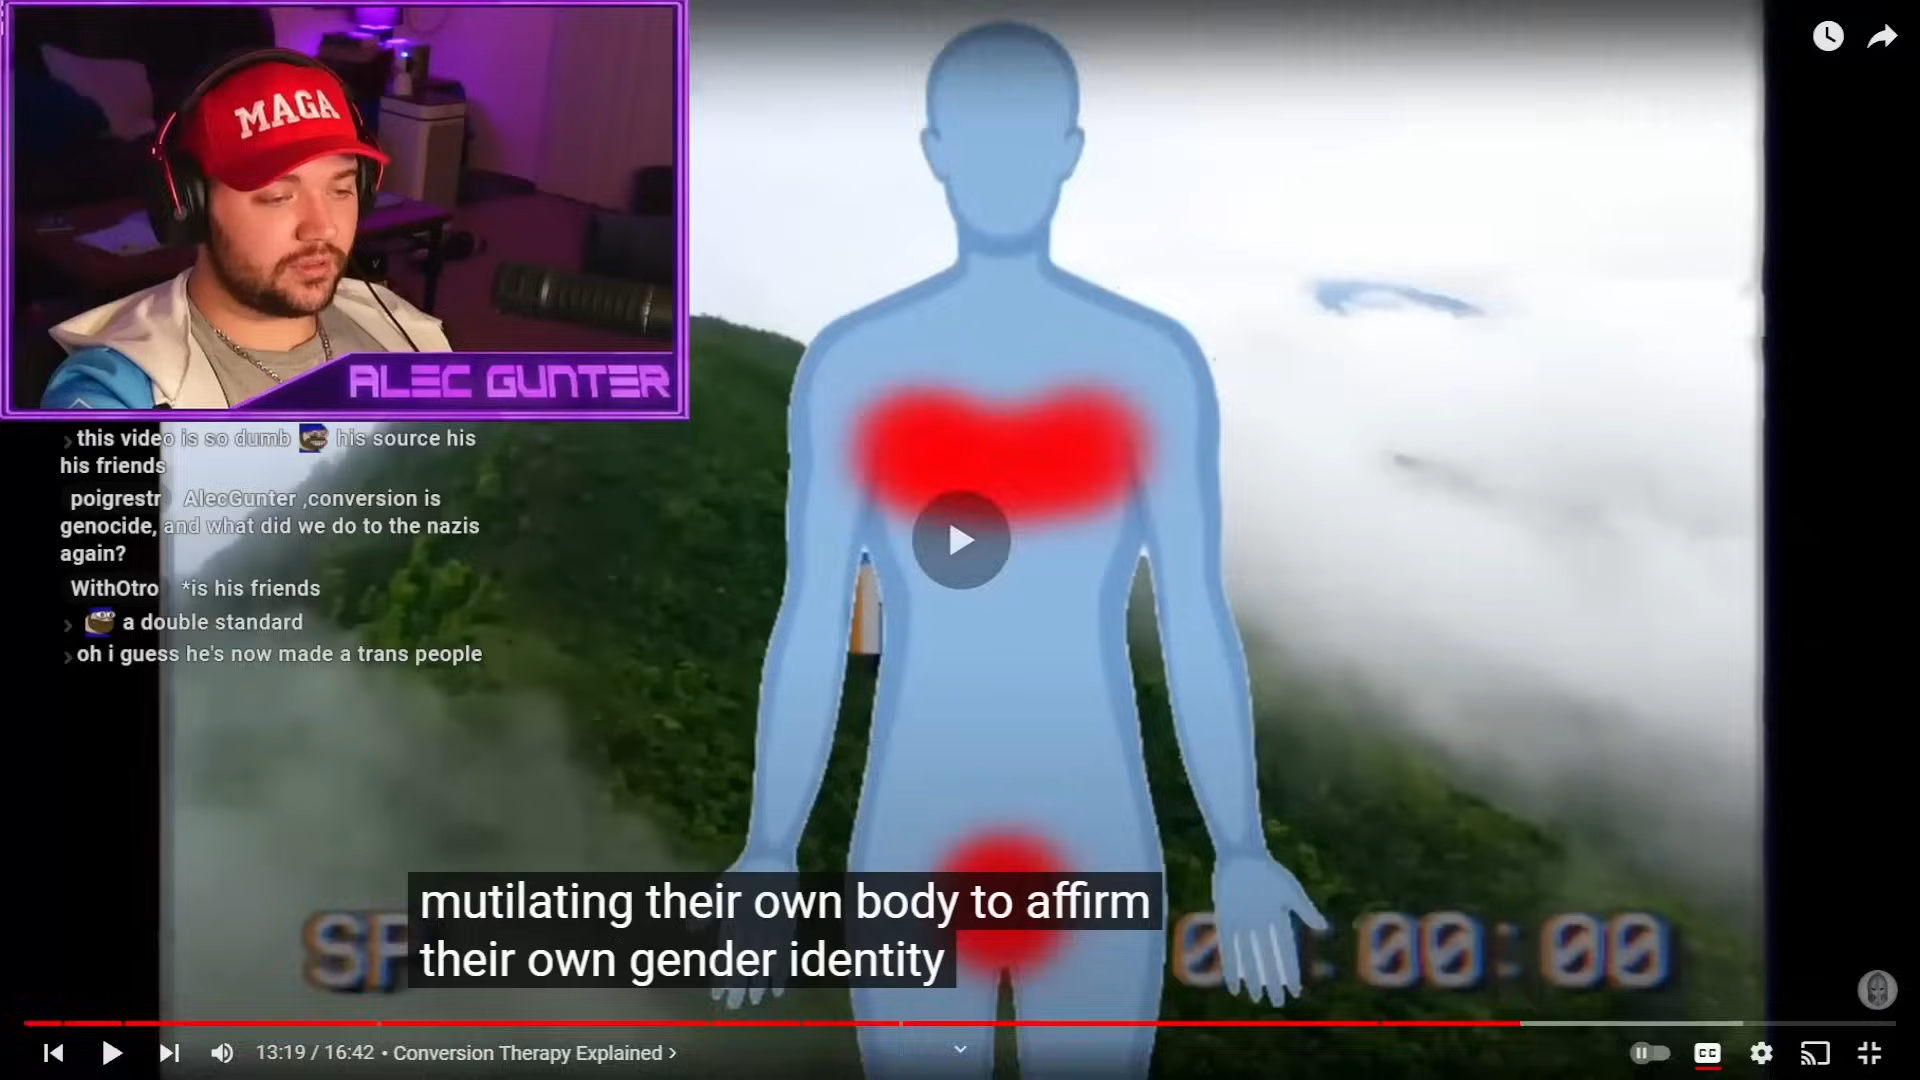 MAGA
ALEC GUNTER
this video is so dumb his source his
his friends
poigrestr AlecGunter ,conversion is
genocide, and what did we do to the nazis
again?
WithOtro *is his friends
a double standard
oh i guess he's now made a trans people
mutilating their own body to affirm
their own gender identity
SP
0:00:00
13:19 / 16:42 • Conversion Therapy Explained ›
CC